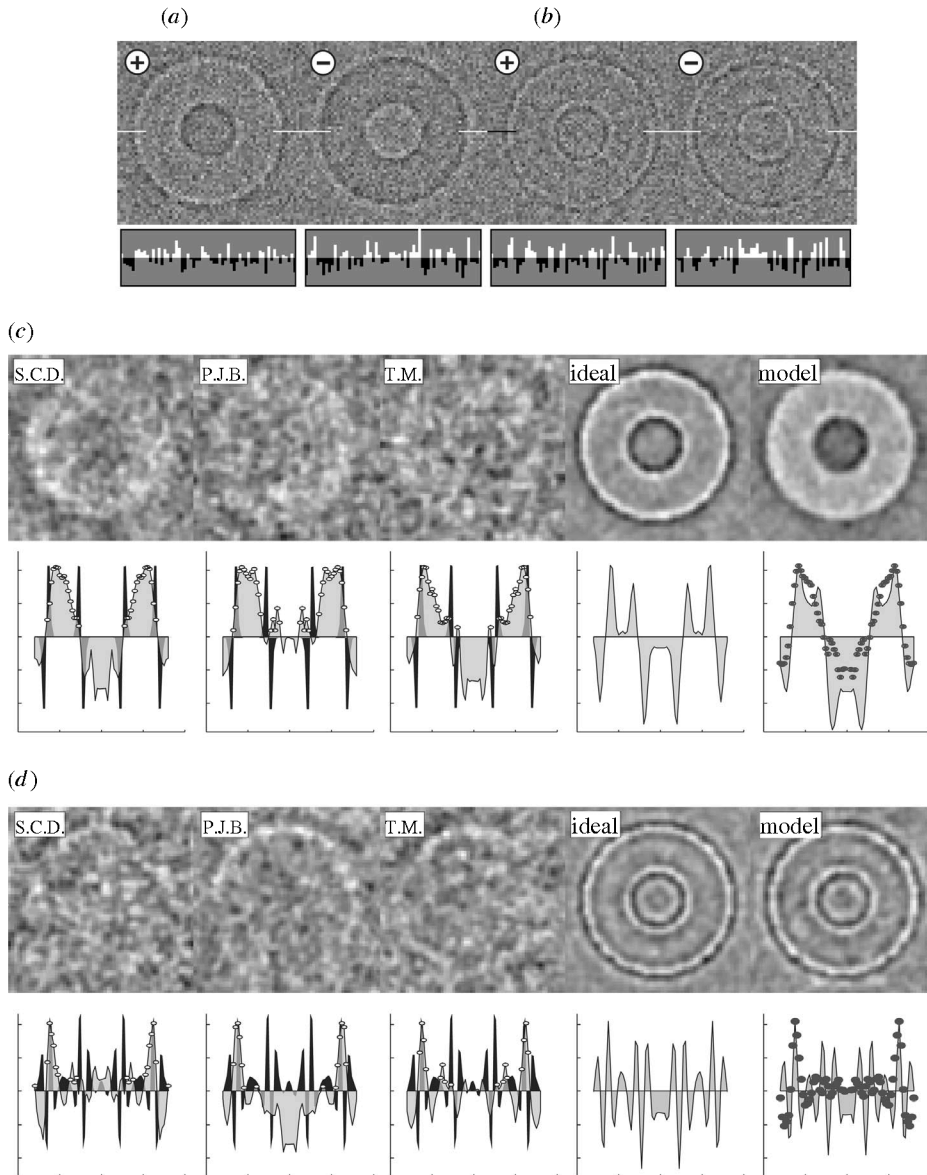 (a) (b)
+ − + −
(c)
S.C.D. P.J.B. T.M. ideal model
(d)
S.C.D. P.J.B. T.M. ideal model